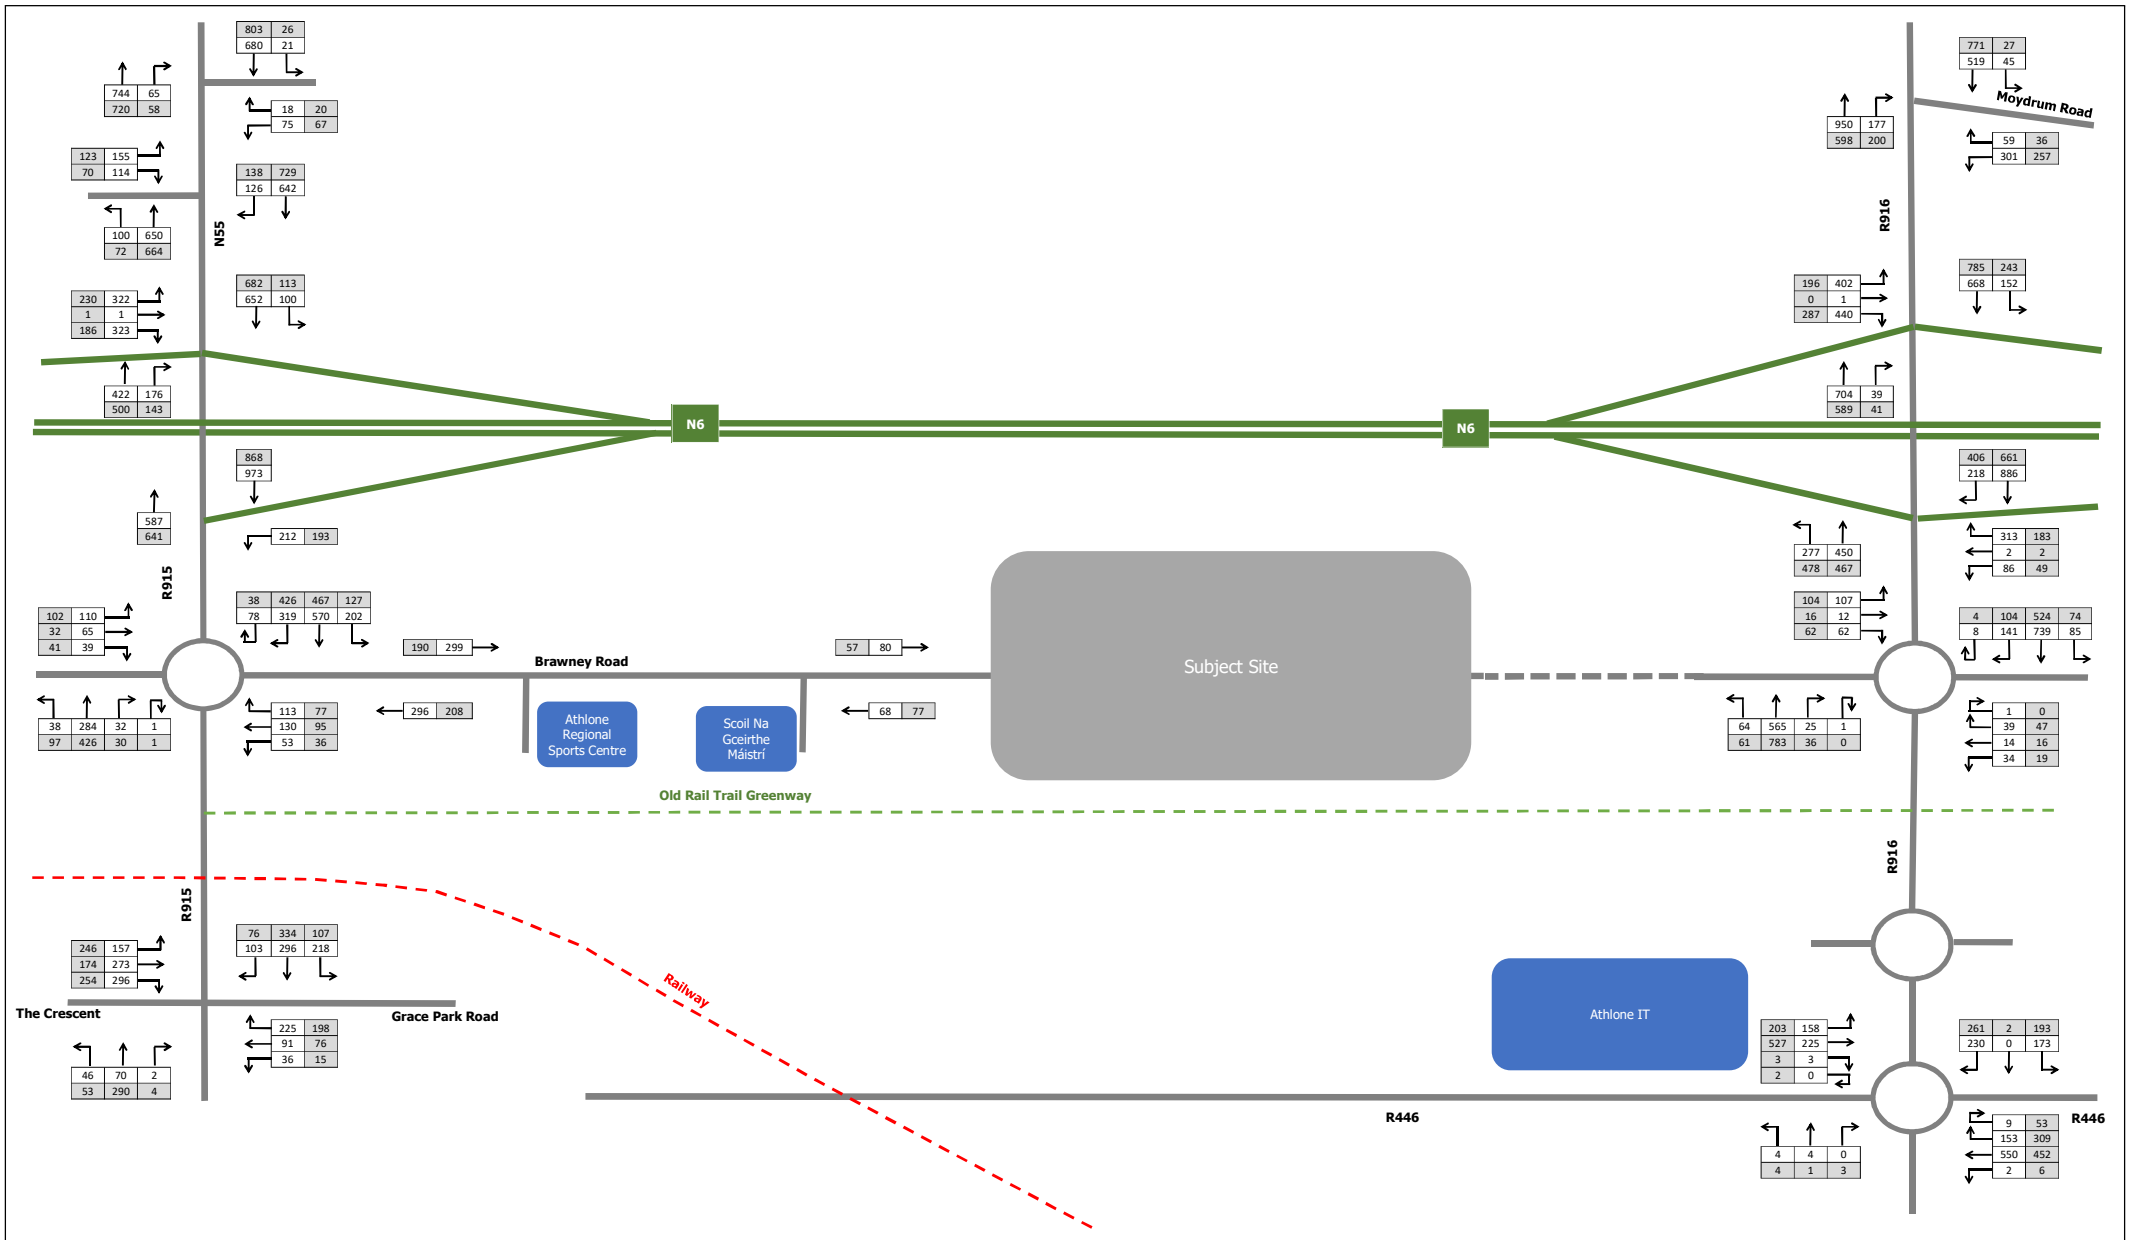 803 26
680 21
744 65
720 58
18 20
75 67
123 155
70 114
138 729
126 642
100 650
72 664
N55
682 113
652 100
230 322
1 1
186 323
422 176
500 143
N6
868
973
587
641
212 193
R915
38 426 467 127
78 319 570 202
102 110
32 65
41 39
190 299
Brawney Road
57 80
38 284 32 1
97 426 30 1
113 77
130 95
53 36
296 208
Athlone
Regional
Sports Centre
Scoil Na
Gceirthe
Máistrí
68 77
Subject Site
Old Rail Trail Greenway
R915
Railway
76 334 107
103 296 218
246 157
174 273
254 296
The Crescent
Grace Park Road
225 198
91 76
36 15
46 70 2
53 290 4
771 27
519 45
Moydrum Road
950 177
598 200
59 36
301 257
R916
785 243
668 152
196 402
0 1
287 440
704 39
589 41
N6
406 661
218 886
277 450
478 467
313 183
2 2
86 49
104 107
16 12
62 62
4 104 524 74
8 141 739 85
64 565 25 1
61 783 36 0
1 0
39 47
14 16
34 19
R916
Athlone IT
203 158
527 225
3 3
2 0
261 2 193
230 0 173
R446
R446
4 4 0
4 1 3
9 53
153 309
550 452
2 6